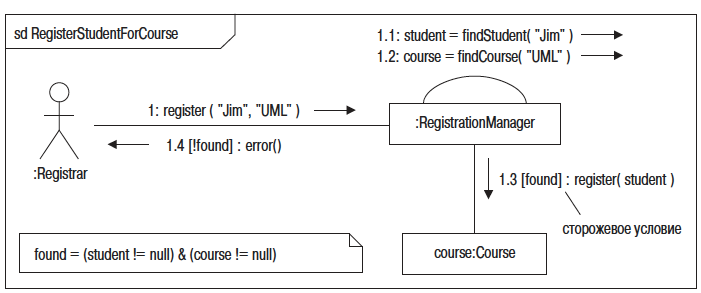 sd RegisterStudentForCourse
1.1: student = findStudent( "Jim" )
1.2: course = findCourse( "UML" )
1: register ( "Jim", "UML" )
:RegistrationManager
1.4 [!found] : error()
:Registrar
1.3 [found] : register( student )
сторожевое условие
found = (student != null) & (course != null)
course:Course